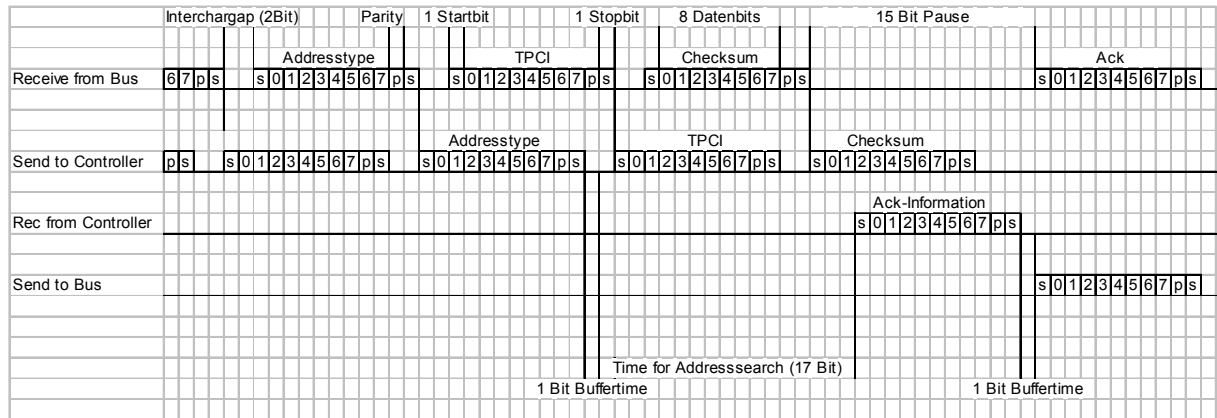 Interchargap (2Bit) Parity 1 Startbit 1 Stopbit 8 Datenbits 15 Bit Pause
Addresstype TPCI Checksum Ack
Receive from Bus 6 7 p s s 0 1 2 3 4 5 6 7 p s s 0 1 2 3 4 5 6 7 p s s 0 1 2 3 4 5 6 7 p s s 0 1 2 3 4 5 6 7 p s
Addresstype TPCI Checksum
Send to Controller p s s 0 1 2 3 4 5 6 7 p s s 0 1 2 3 4 5 6 7 p s s 0 1 2 3 4 5 6 7 p s s 0 1 2 3 4 5 6 7 p s
Ack-Information
Rec from Controller s 0 1 2 3 4 5 6 7 p s
Send to Bus s 0 1 2 3 4 5 6 7 p s
Time for Addresssearch (17 Bit)
1 Bit Buffertime 1 Bit Buffertime